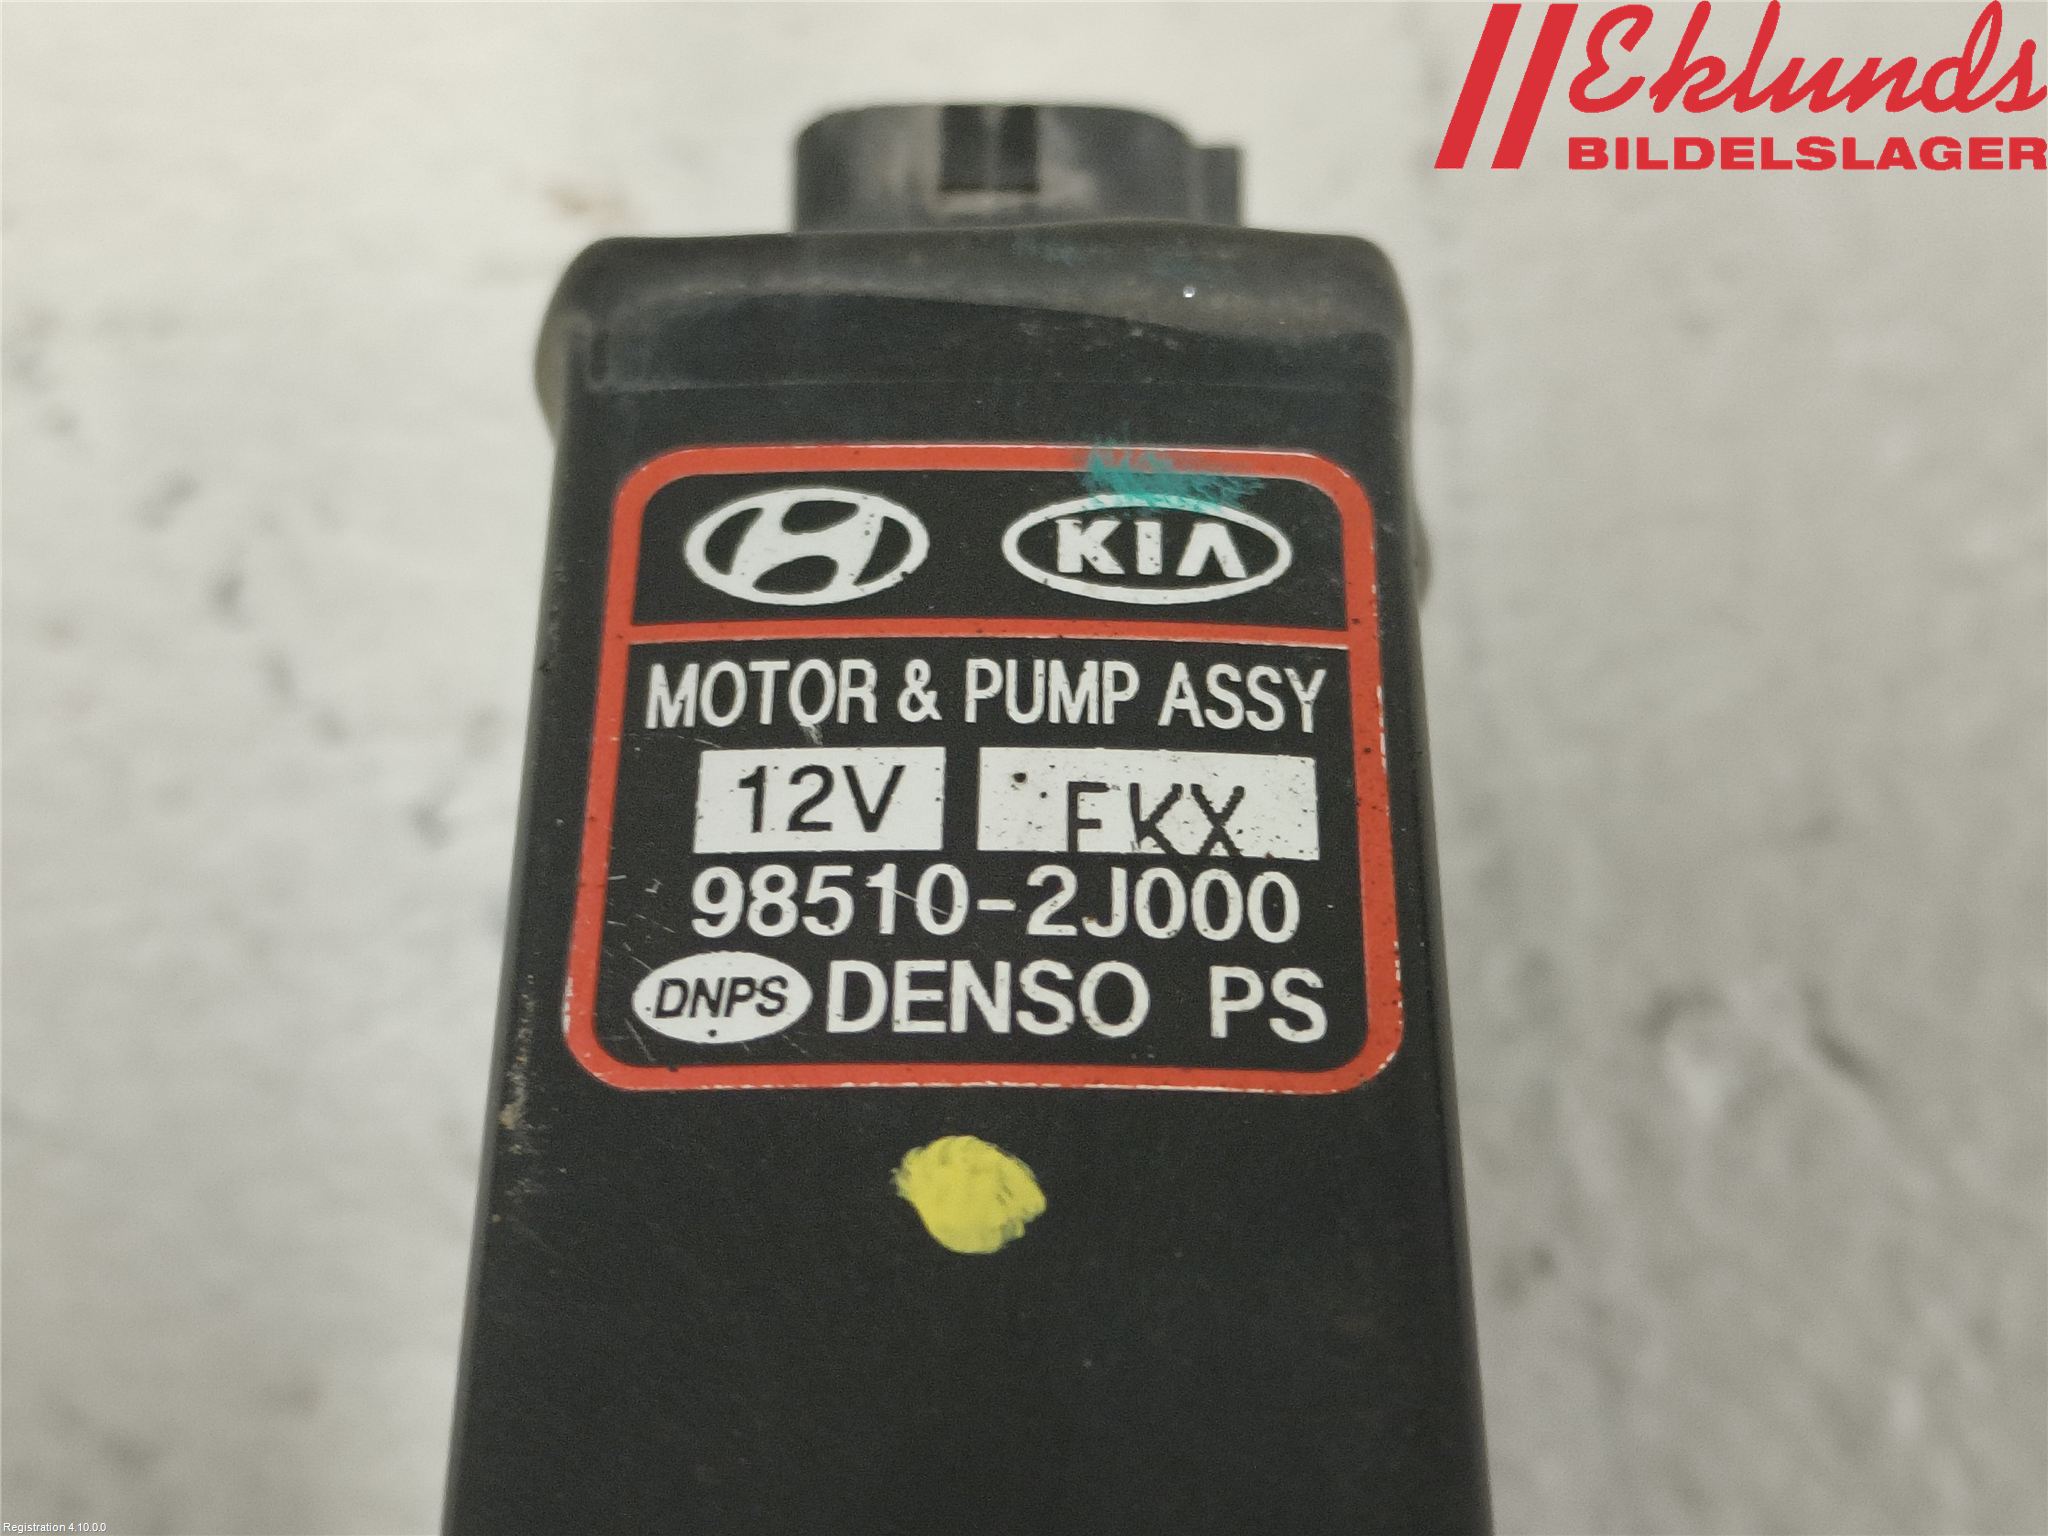 Eklunds
BILDELSLAGER
KIA
MOTOR & PUMP ASSY
12V FKX
98510-2J000
DNPS DENSO PS
Registration 4.10.0.0